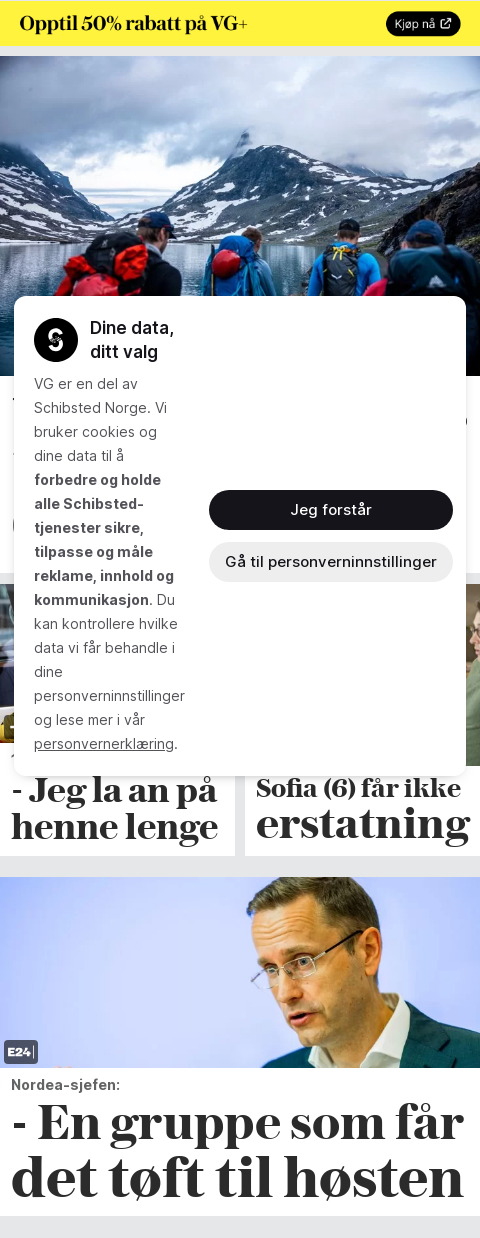 Opptil 50% rabatt på VG+
Kjøp nå
Dine data,
ditt valg
VG er en del av
Schibsted Norge. Vi
bruker cookies og
dine data til å
forbedre og holde
alle Schibsted-
tjenester sikre,
tilpasse og måle
reklame, innhold og
kommunikasjon. Du
kan kontrollere hvilke
data vi får behandle i
dine
personverninnstillinger
og lese mer i vår
personvernerklæring.
Jeg forstår
Gå til personverninnstillinger
- Jeg la an på
henne lenge
Sofia (6) får ikke
erstatning
E24
Nordea-sjefen:
- En gruppe som får
det tøft til høsten